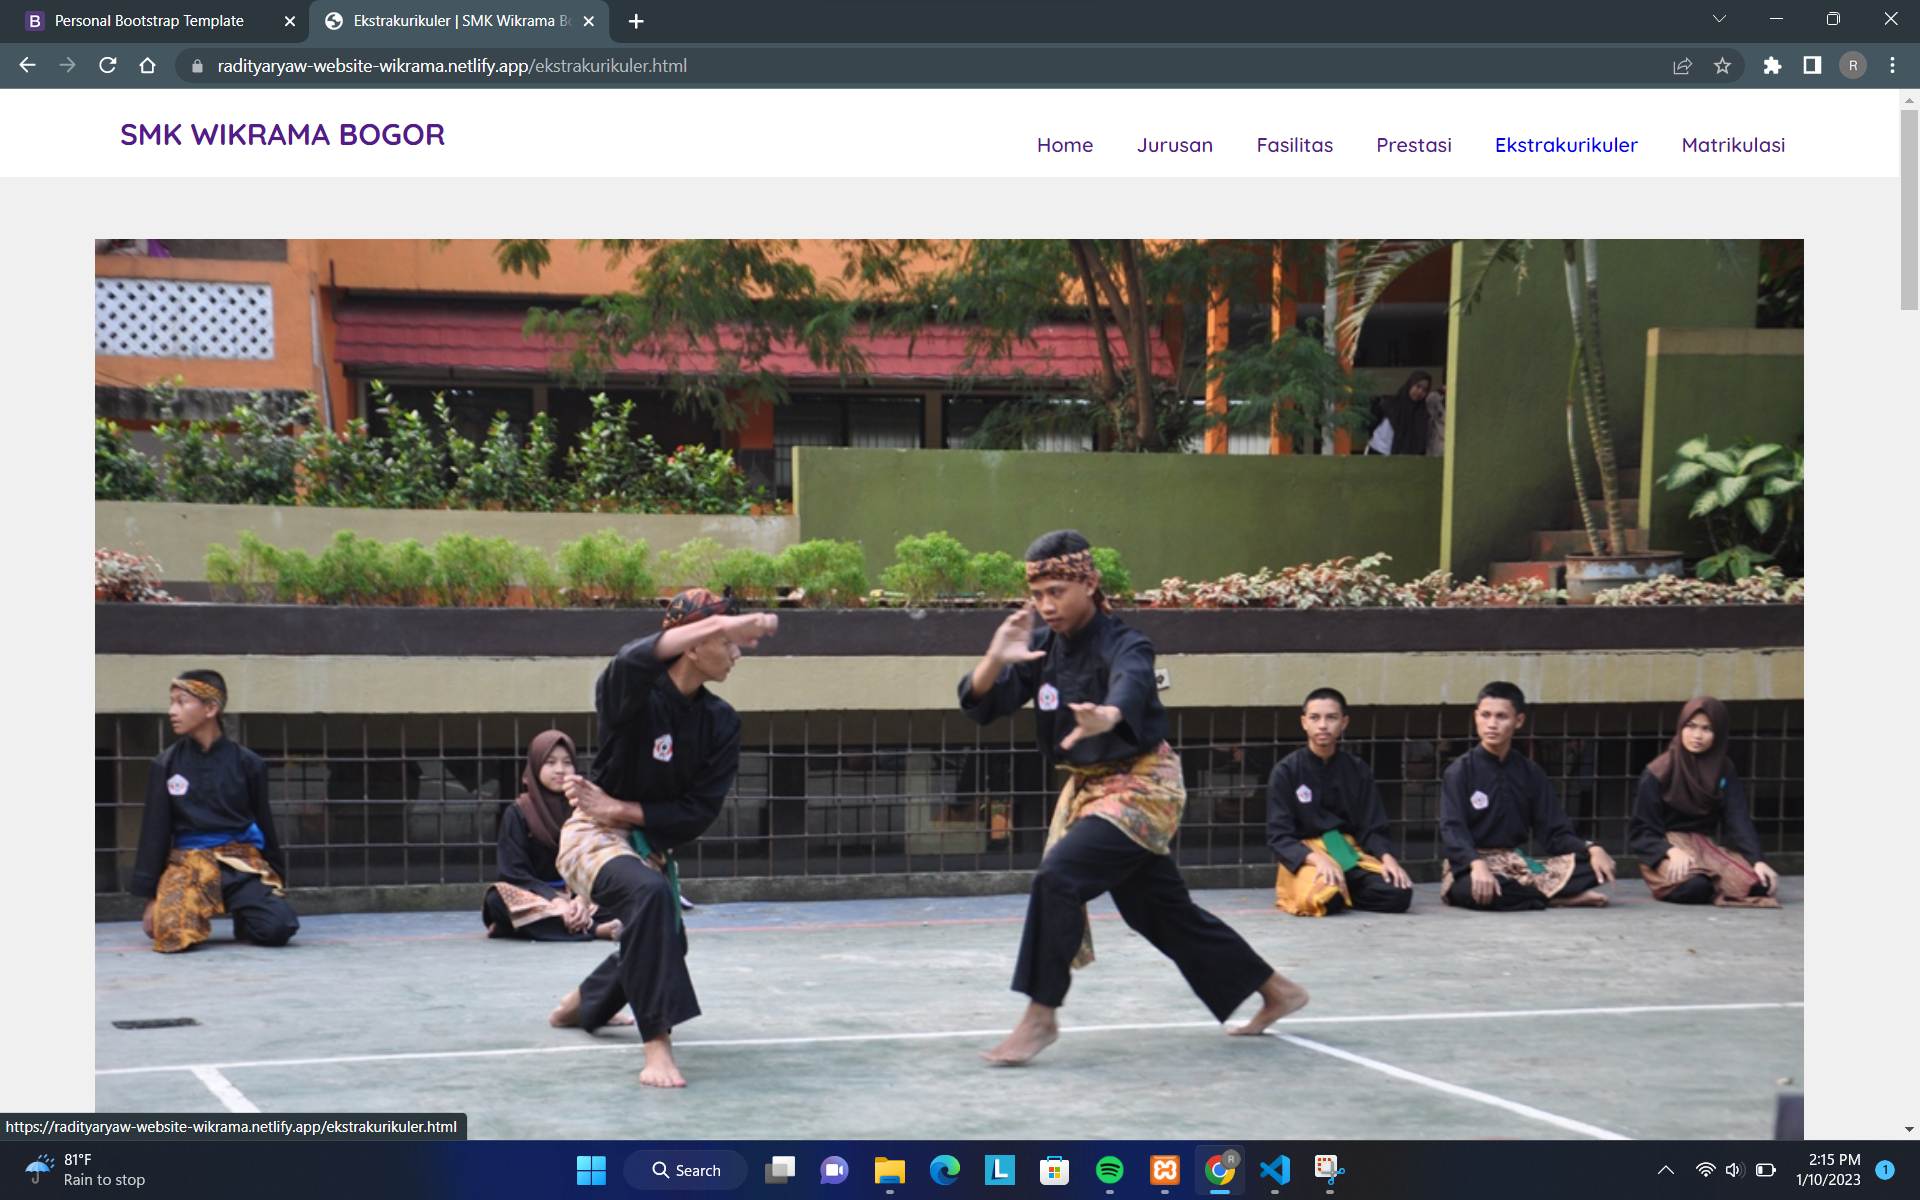 Personal Bootstrap Template
Ekstrakurikuler | SMK Wikrama Bo
radityaryaw-website-wikrama.netlify.app/ekstrakurikuler.html
R
SMK WIKRAMA BOGOR
Home Jurusan Fasilitas Prestasi Ekstrakurikuler Matrikulasi
https://radityaryaw-website-wikrama.netlify.app/ekstrakurikuler.html
81°F
Rain to stop
Search
2:15 PM
1/10/2023
1